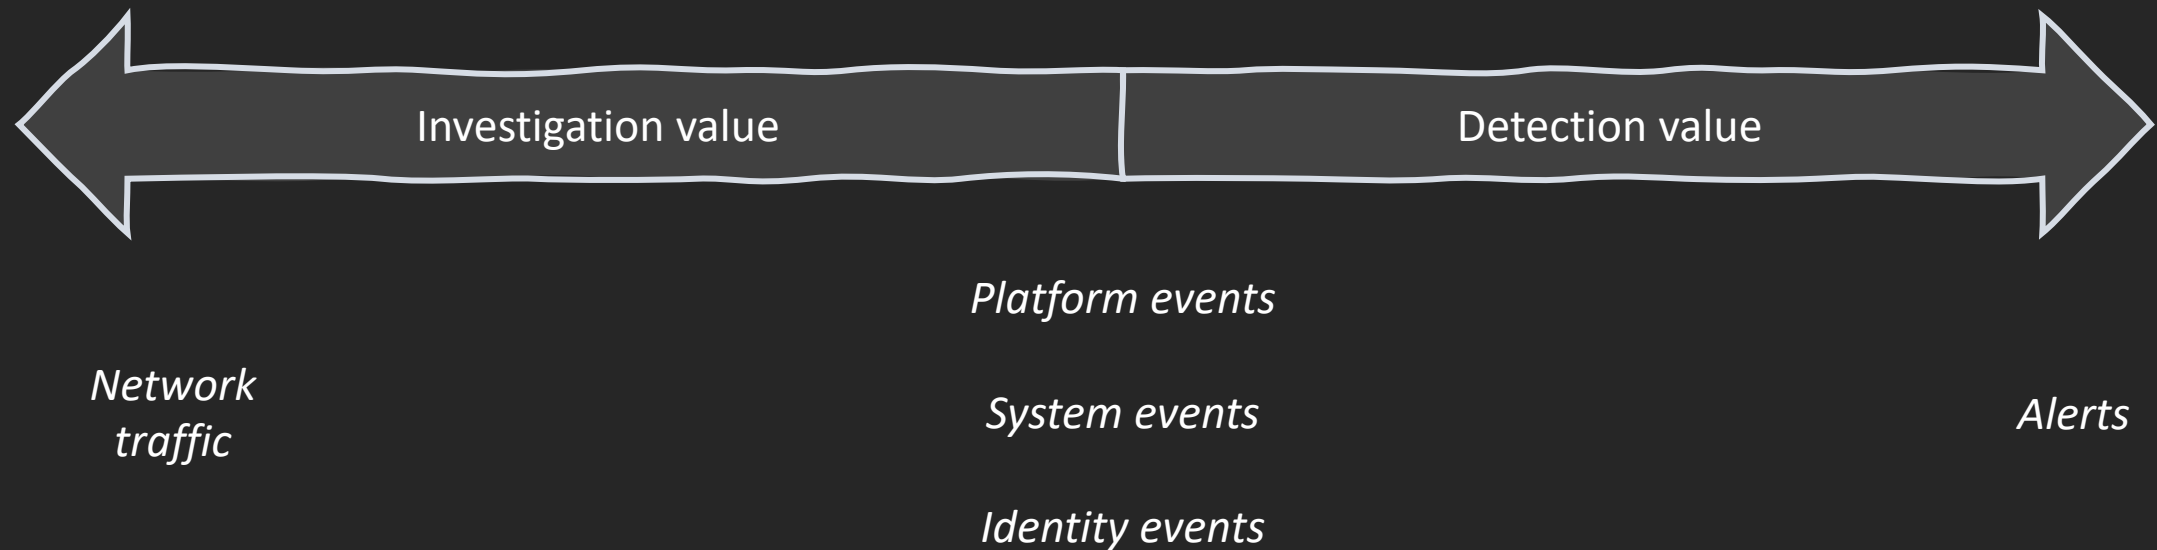 Investigation value
Detection value
Platform events
Network
traffic
System events
Alerts
Identity events